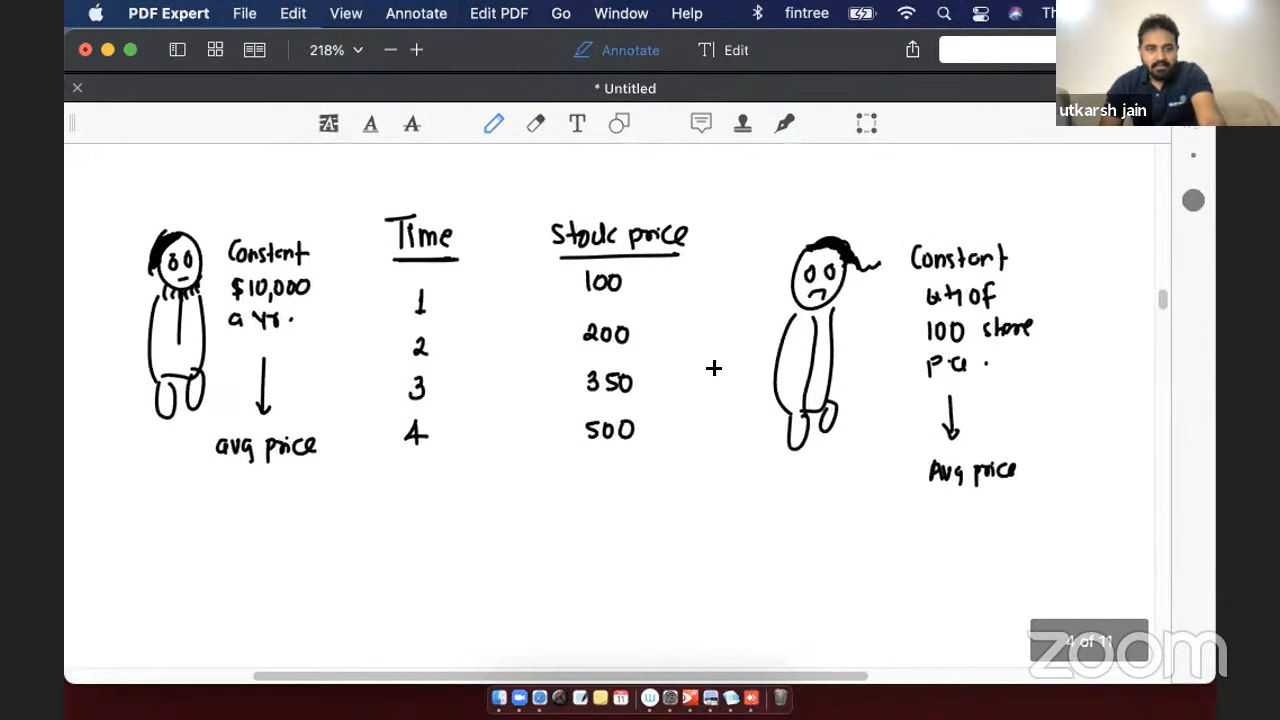 PDF Expert File Edit View Annotate Edit PDF Go Window Help fintree Th
218% Annotate T Edit
* Untitled
utkarsh jain
Time Stock price
Constant
$10,000
a yr.
avg price
1 100
2 200
3 350
4 500
Constant
qty of
100 share
p.a.
Avg price
4 of 11
zoom